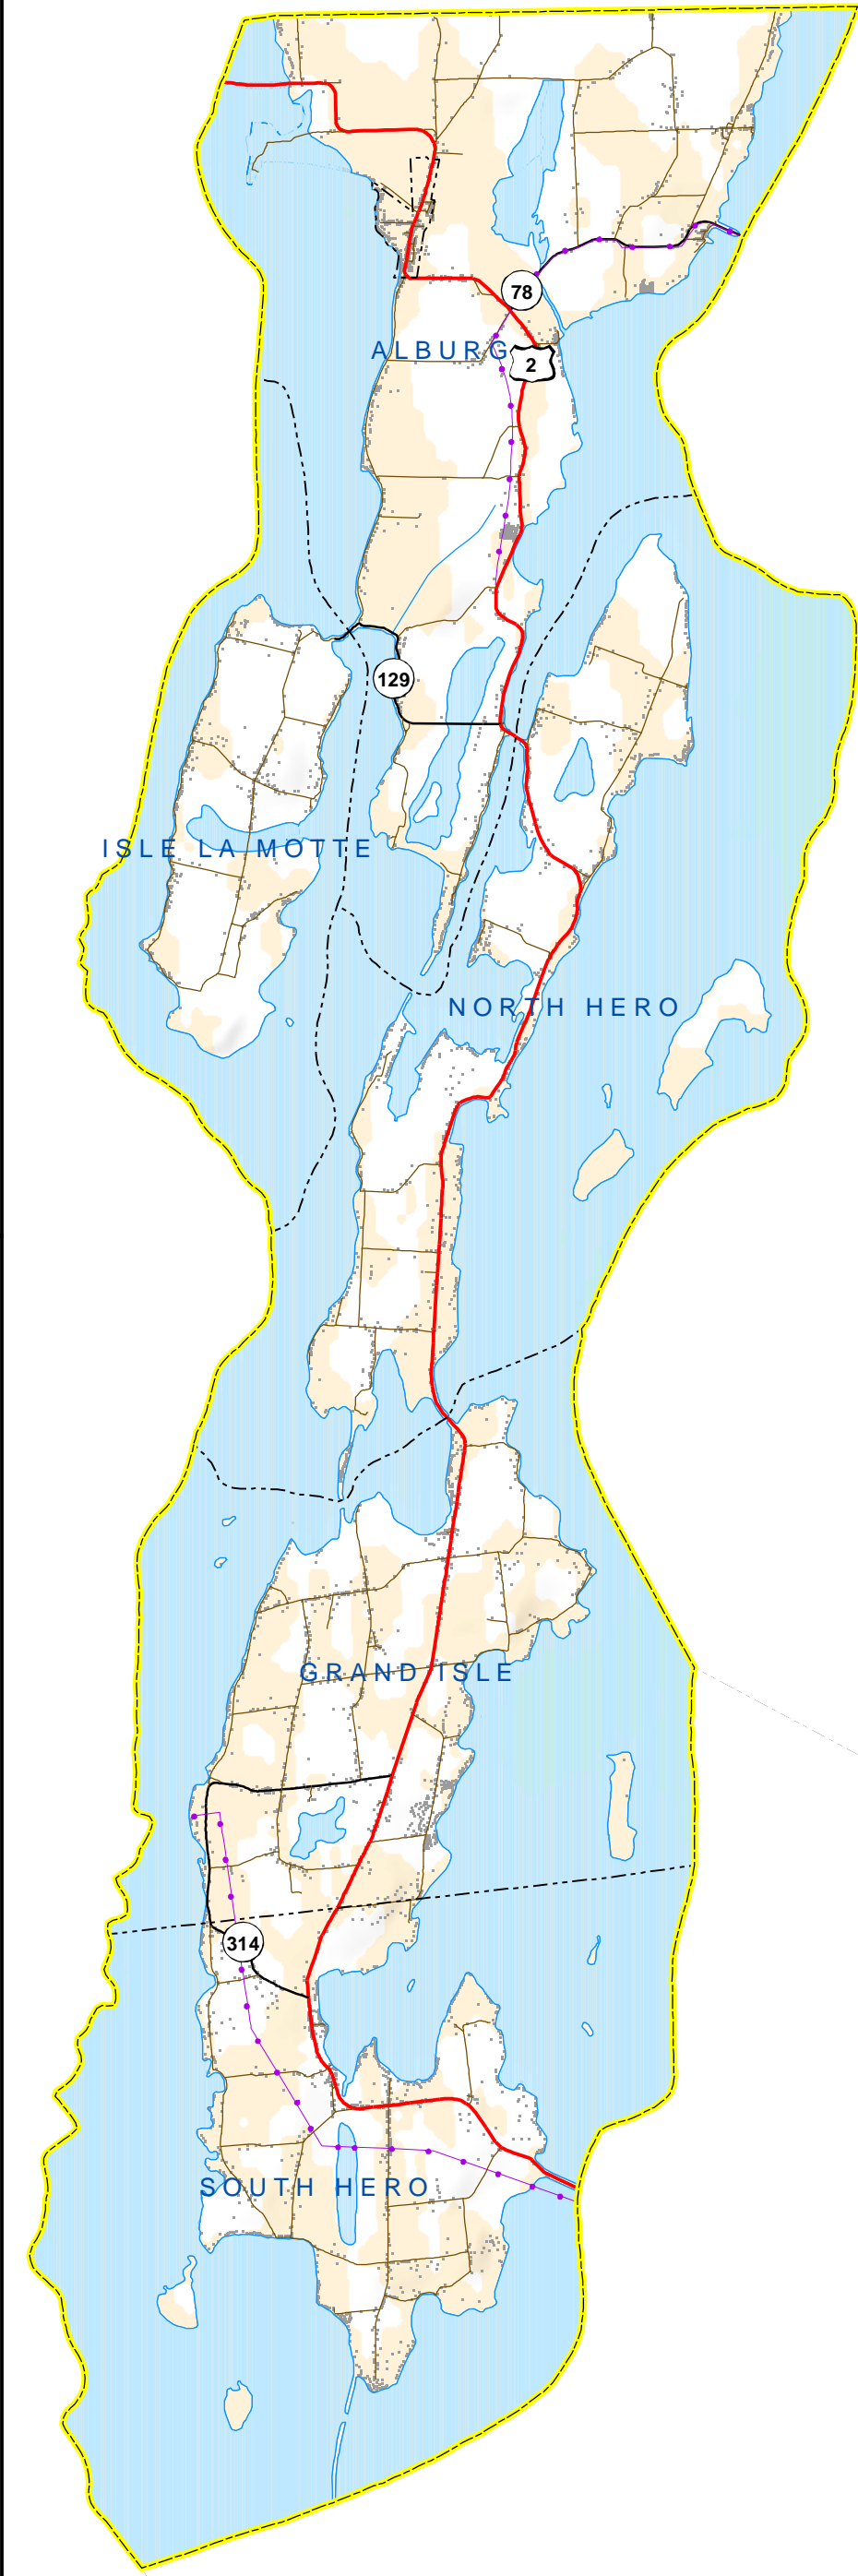 78
ALBURG
2
129
ISLE LA MOTTE
NORTH HERO
GRAND ISLE
314
SOUTH HERO